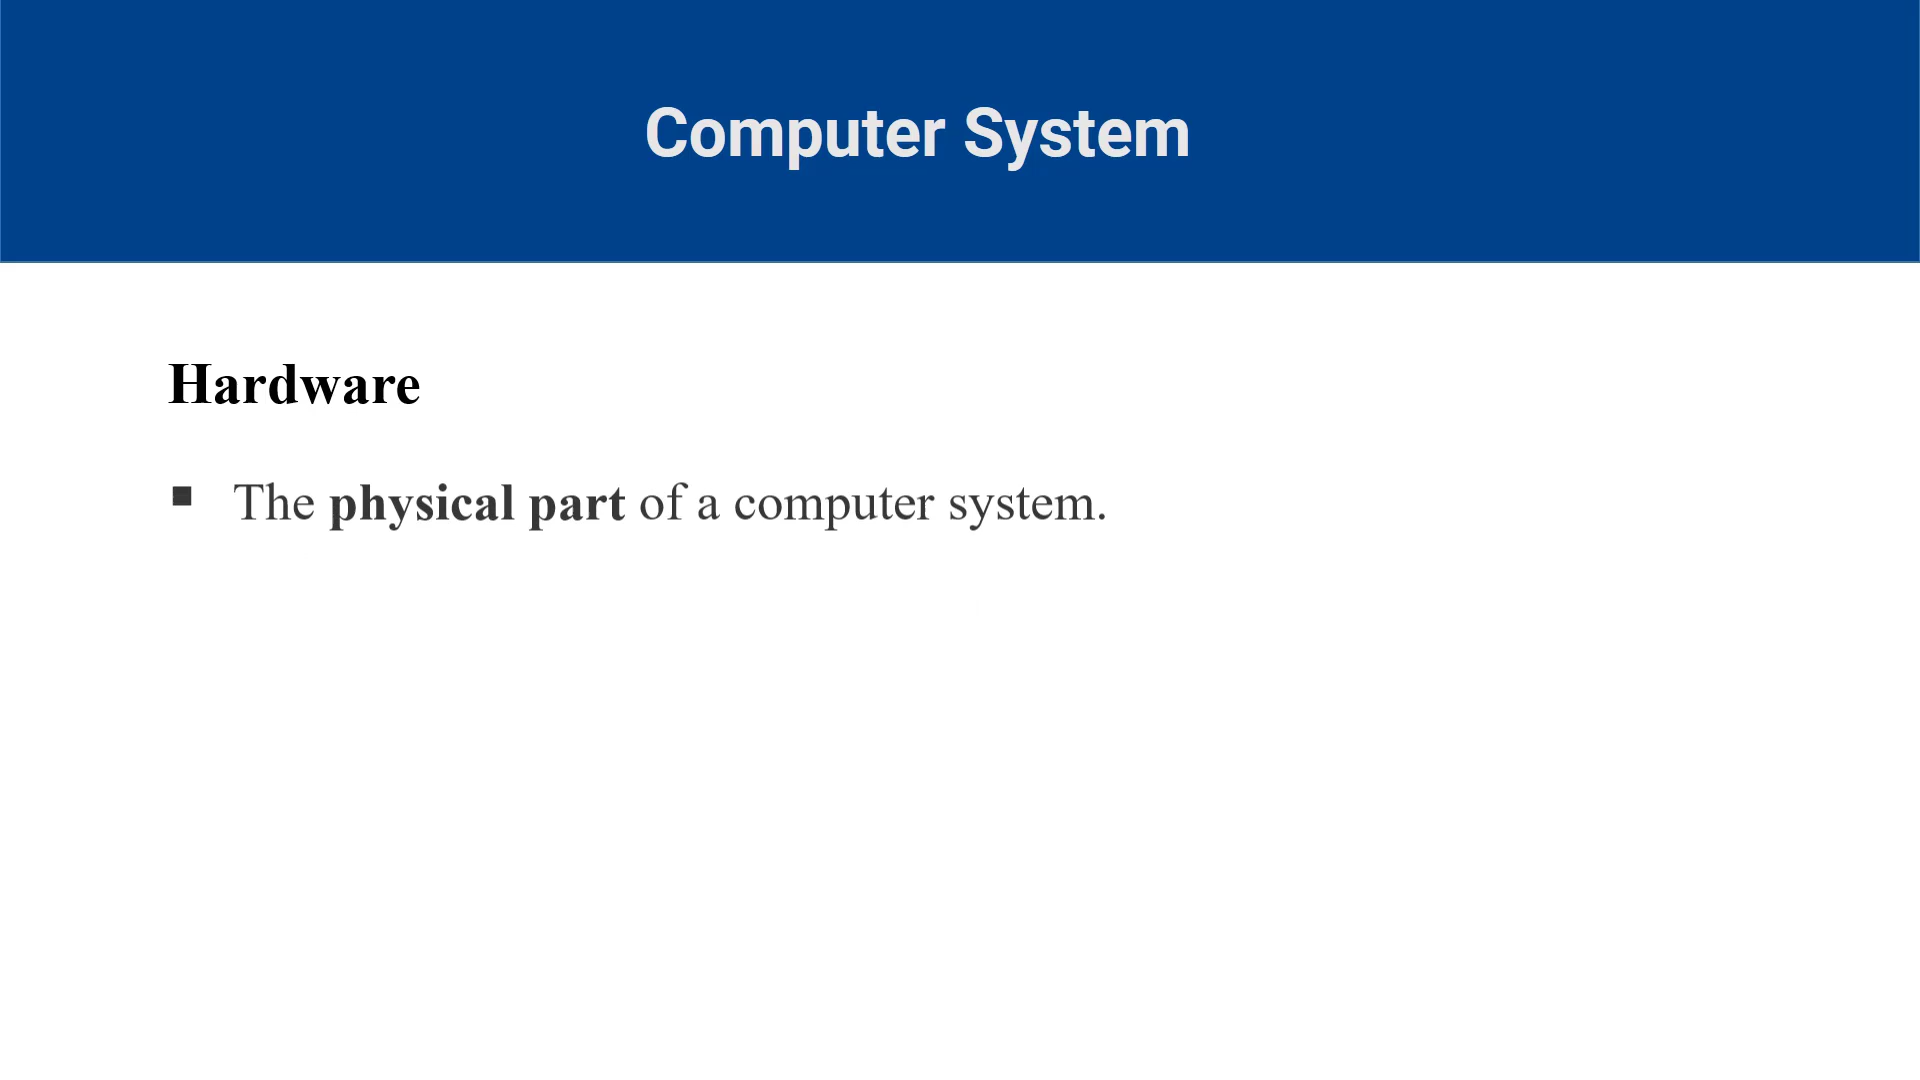 Computer System
Hardware
▪ The physical part of a computer system.